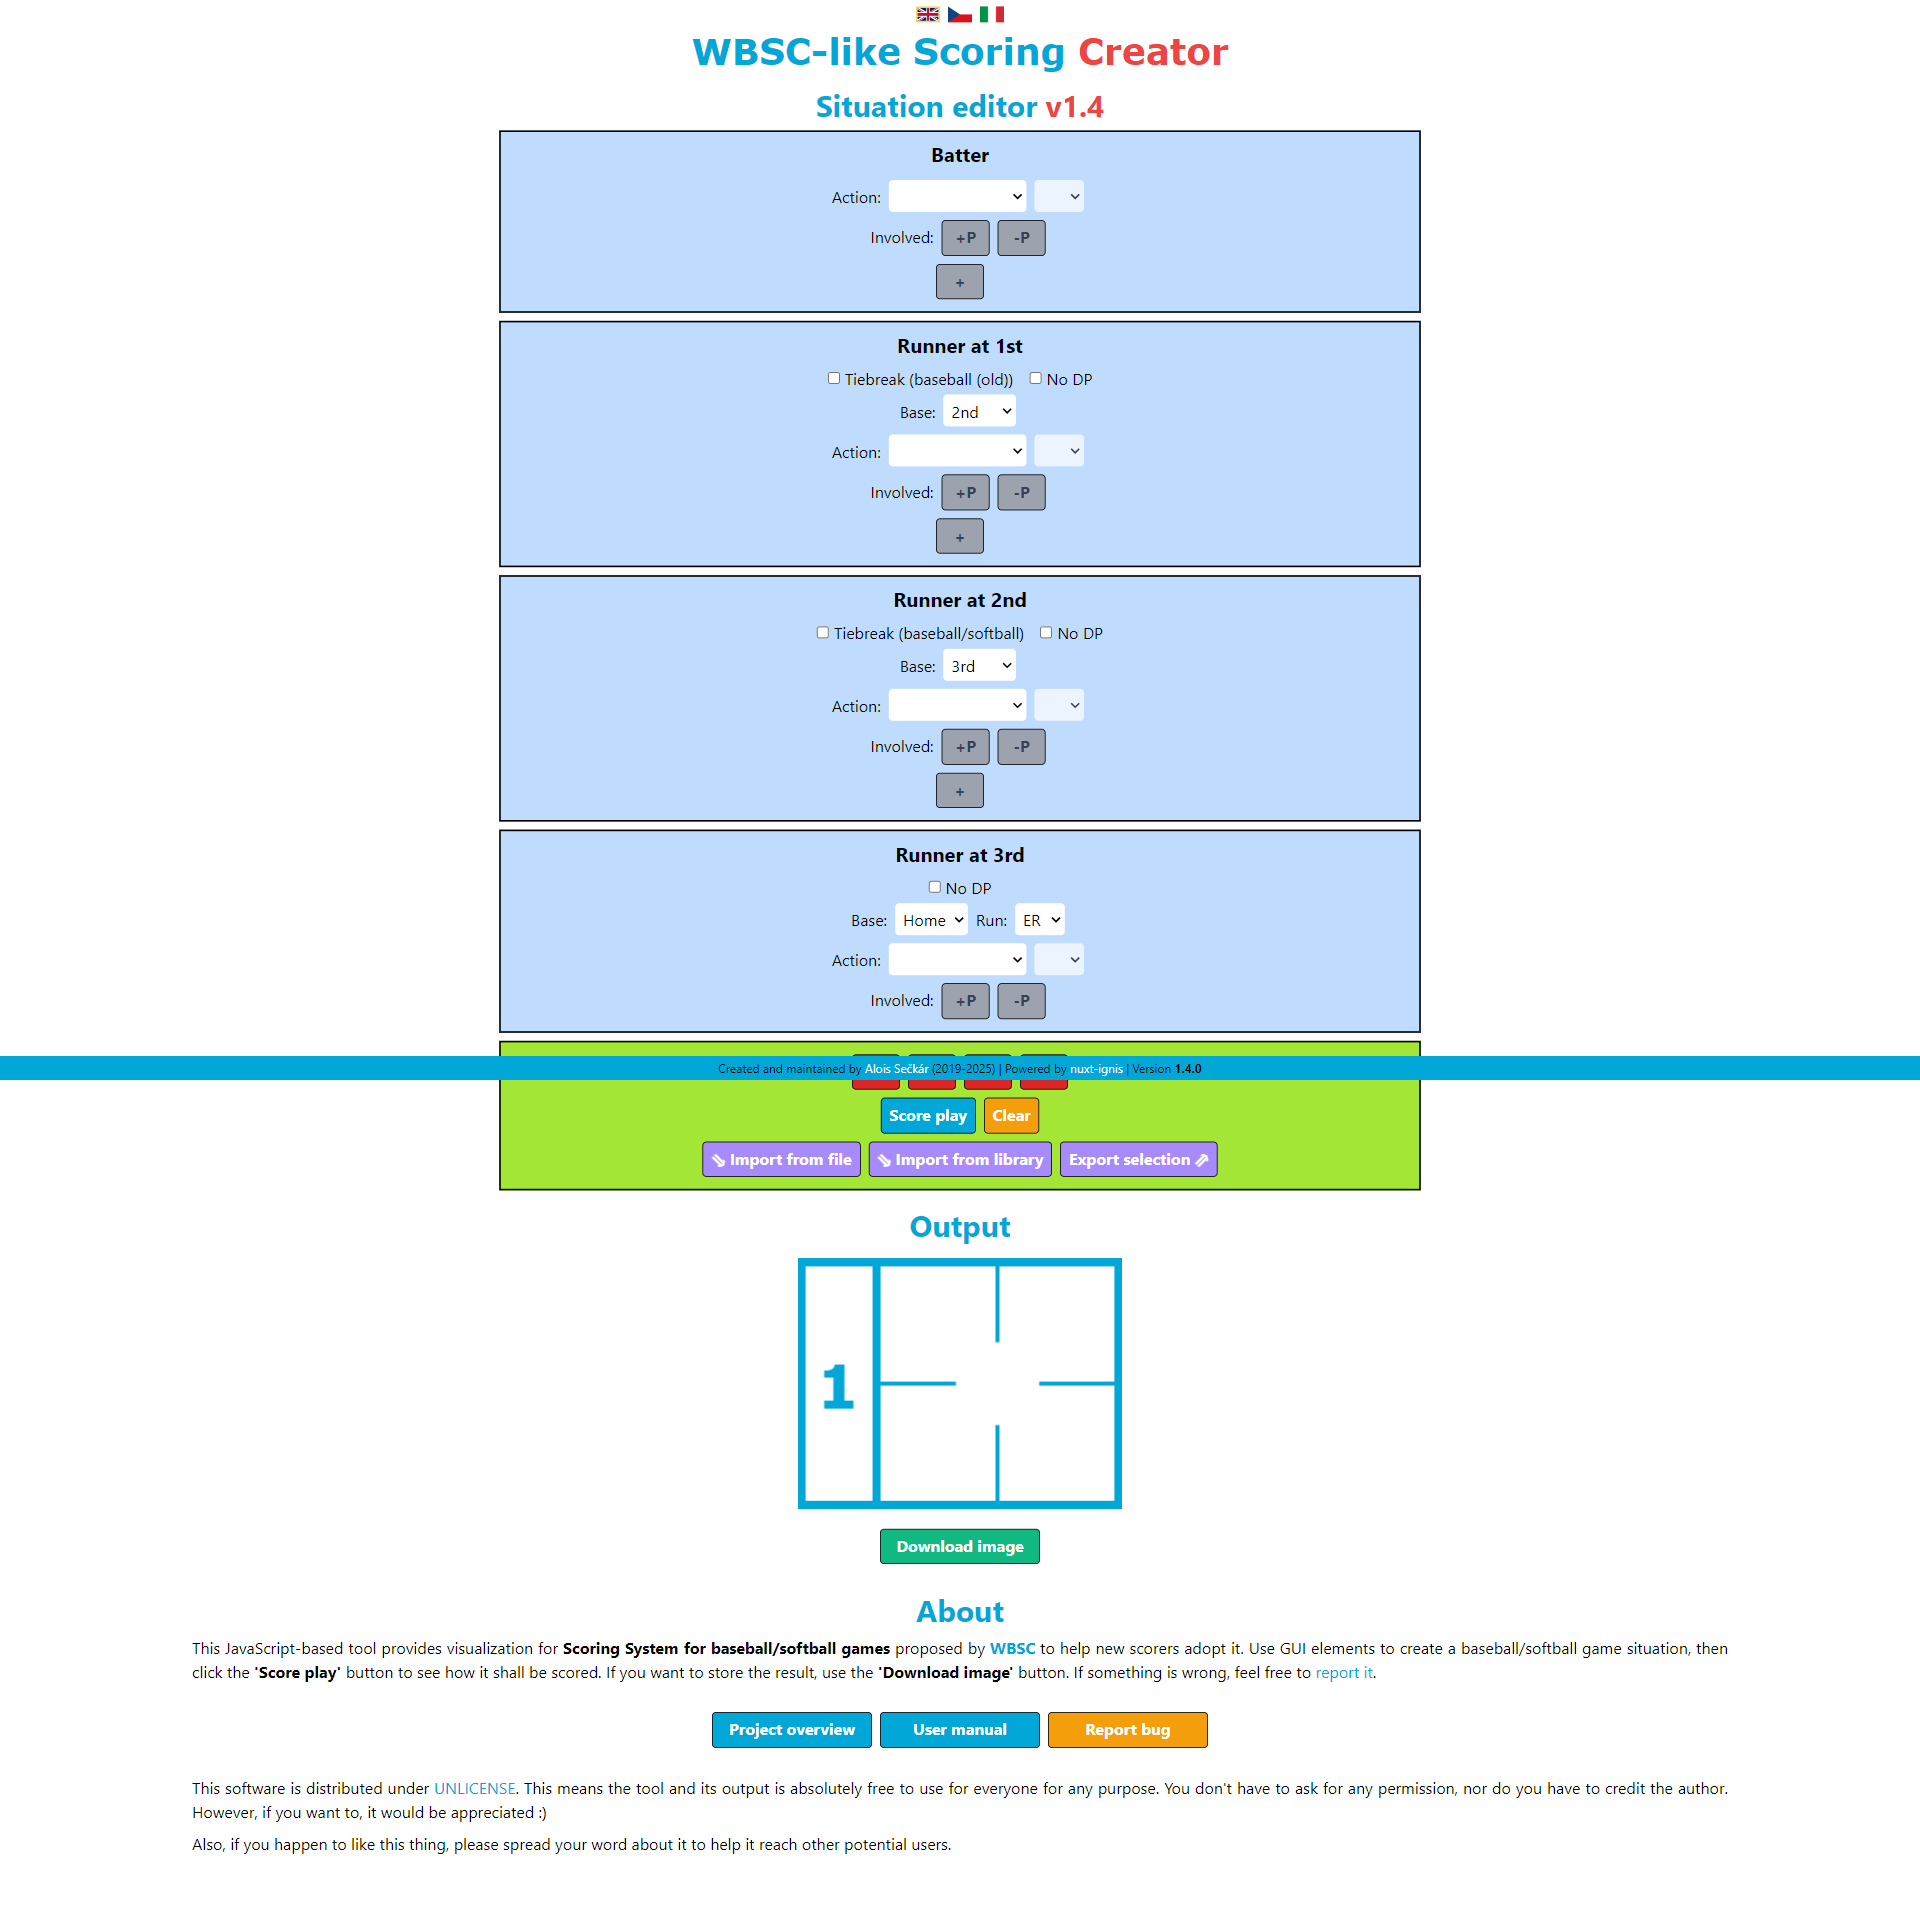 WBSC-like Scoring Creator
Situation editor v1.4
Batter
Action:
Involved: +P -P
+
Runner at 1st
Tiebreak (baseball (old)) No DP
Base: 2nd
Action:
Involved: +P -P
+
Runner at 2nd
Tiebreak (baseball/softball) No DP
Base: 3rd
Action:
Involved: +P -P
+
Runner at 3rd
No DP
Base: Home Run: ER
Action:
Involved: +P -P
Created and maintained by Alois Sečkár (2019-2025) | Powered by nuxt-ignis | Version 1.4.0
Score play Clear
⇘ Import from file ⇘ Import from library Export selection ⇗
Output
1
Download image
About
This JavaScript-based tool provides visualization for Scoring System for baseball/softball games proposed by WBSC to help new scorers adopt it. Use GUI elements to create a baseball/softball game situation, then
click the 'Score play' button to see how it shall be scored. If you want to store the result, use the 'Download image' button. If something is wrong, feel free to report it.
Project overview User manual Report bug
This software is distributed under UNLICENSE. This means the tool and its output is absolutely free to use for everyone for any purpose. You don't have to ask for any permission, nor do you have to credit the author.
However, if you want to, it would be appreciated :)
Also, if you happen to like this thing, please spread your word about it to help it reach other potential users.